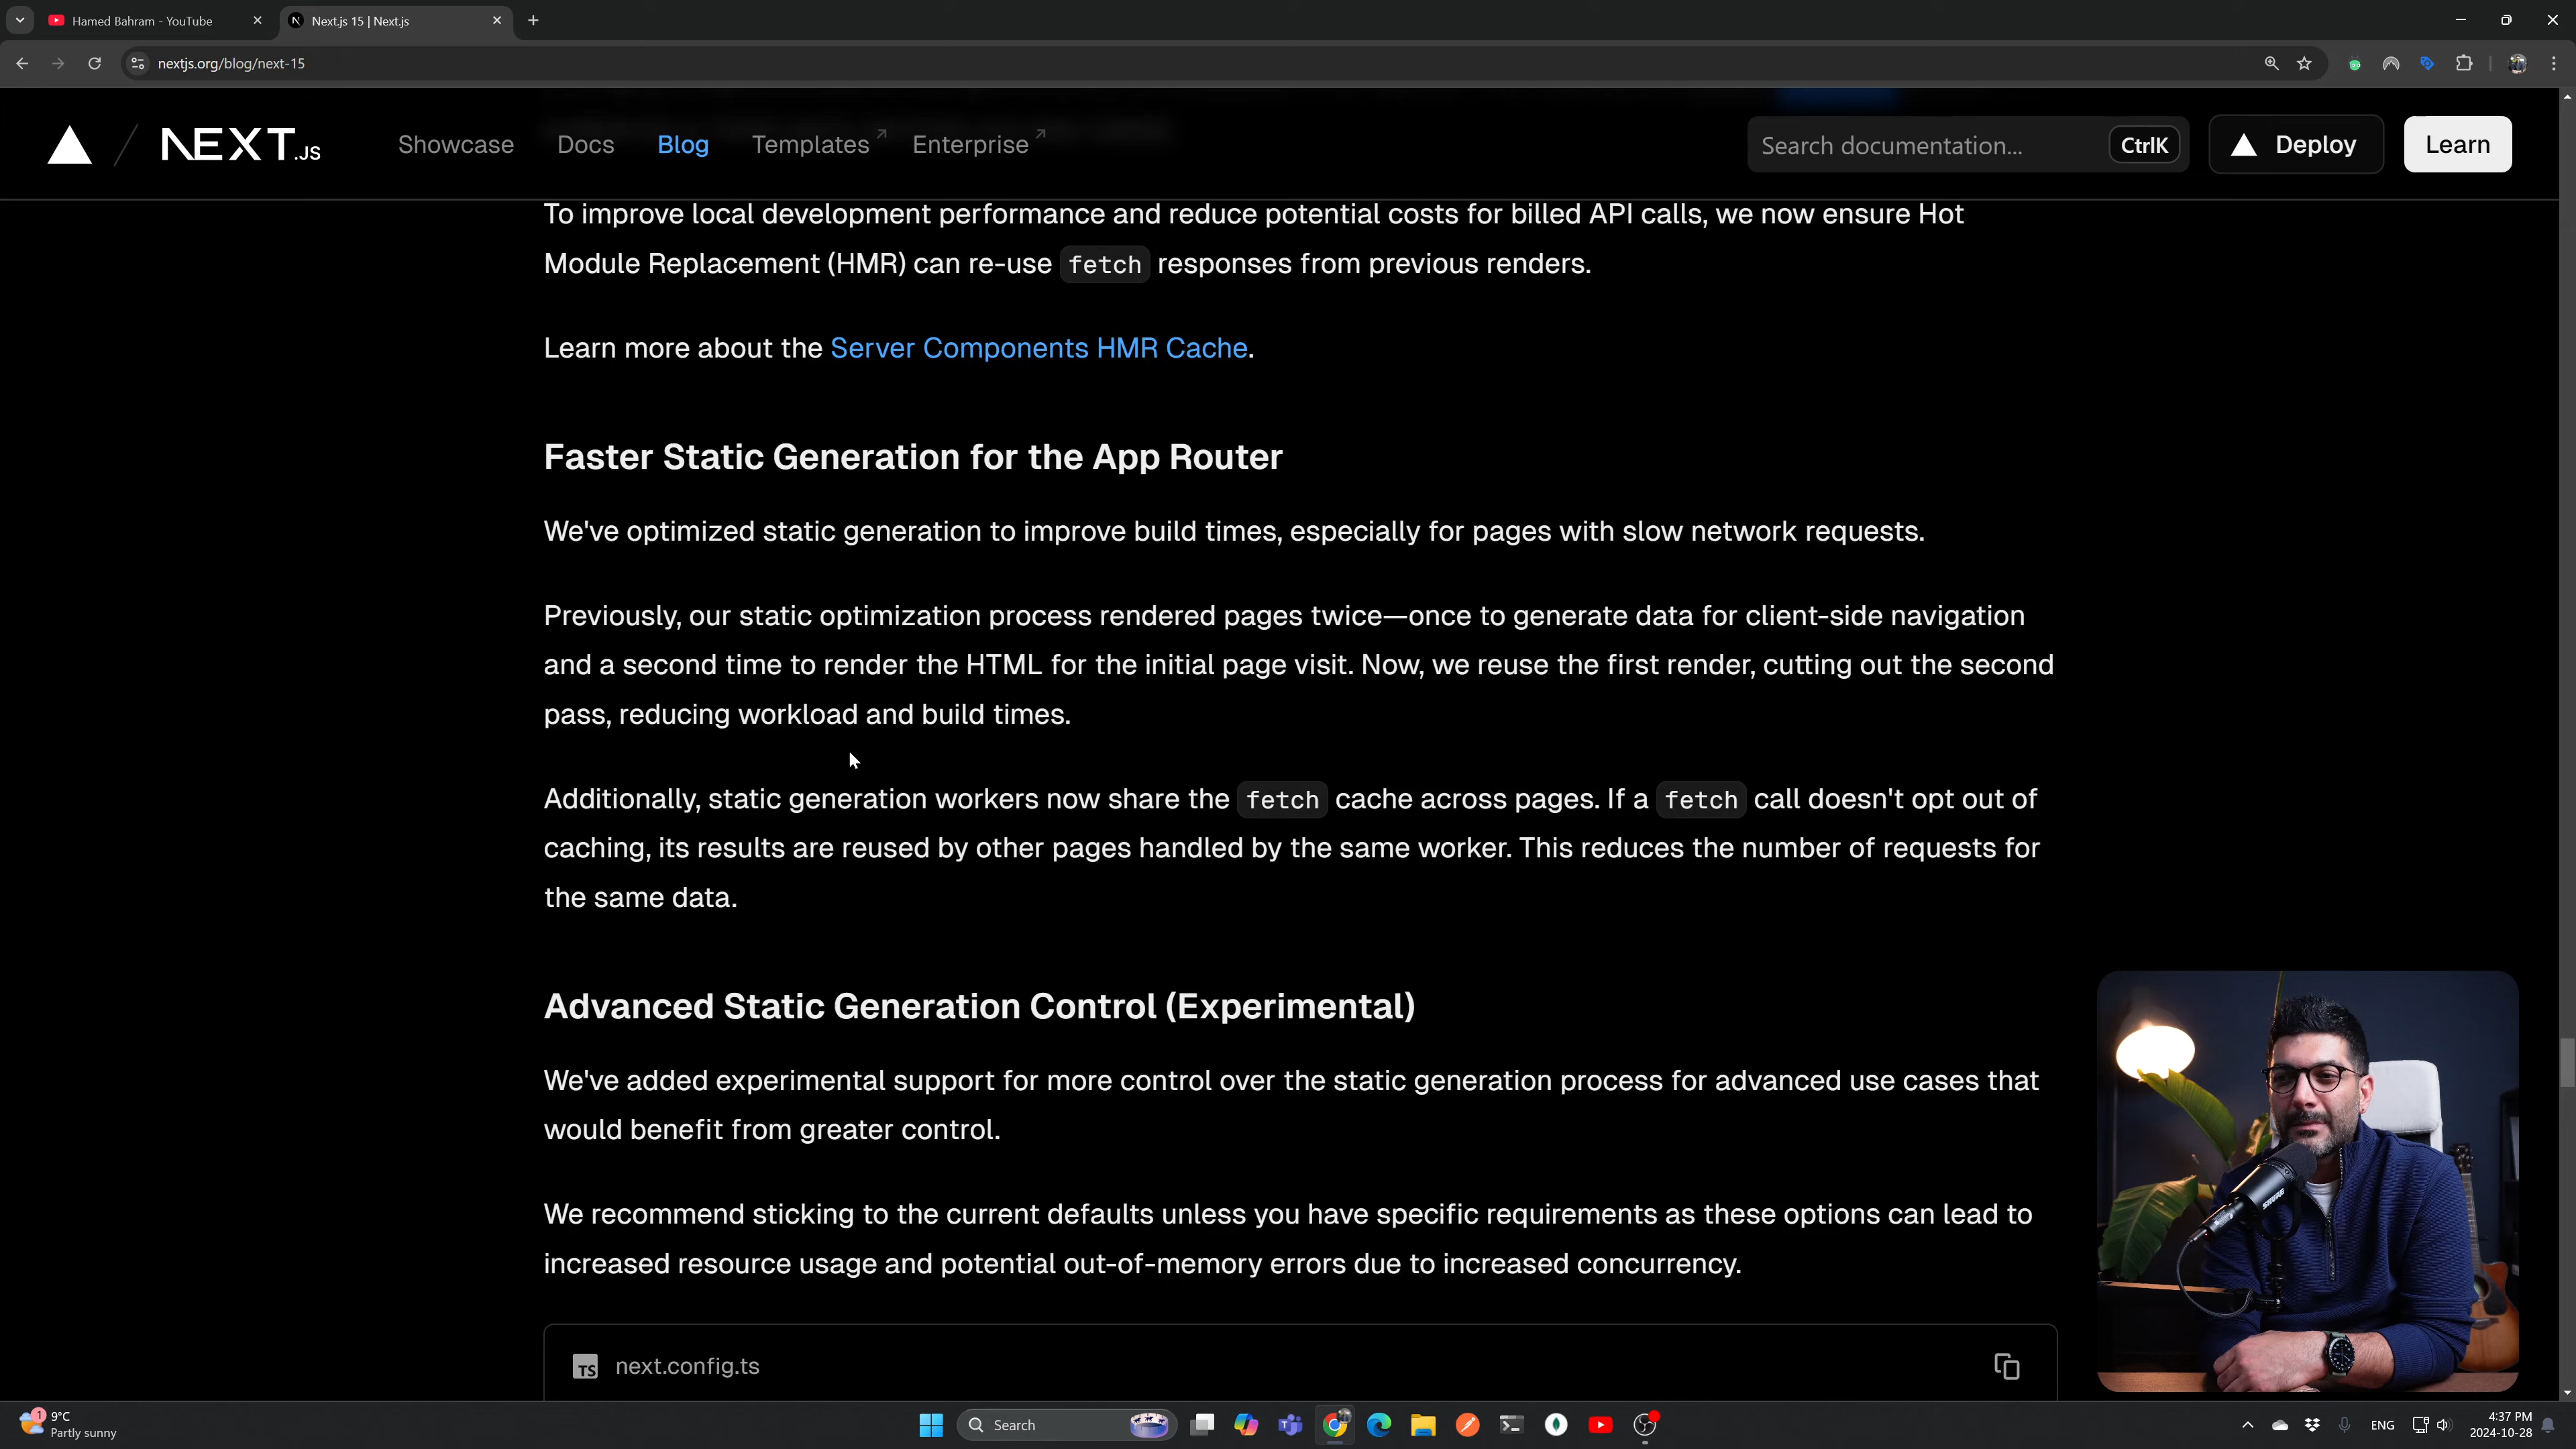 Hamed Bahram - YouTube
Next.js 15 | Next.js
nextjs.org/blog/next-15
NEXT.JS
Showcase
Docs
Blog
Templates
Enterprise
Search documentation...
CtrlK
Deploy
Learn
To improve local development performance and reduce potential costs for billed API calls, we now ensure Hot
Module Replacement (HMR) can re-use fetch responses from previous renders.
Learn more about the Server Components HMR Cache.
Faster Static Generation for the App Router
We've optimized static generation to improve build times, especially for pages with slow network requests.
Previously, our static optimization process rendered pages twice—once to generate data for client-side navigation
and a second time to render the HTML for the initial page visit. Now, we reuse the first render, cutting out the second
pass, reducing workload and build times.
Additionally, static generation workers now share the fetch cache across pages. If a fetch call doesn't opt out of
caching, its results are reused by other pages handled by the same worker. This reduces the number of requests for
the same data.
Advanced Static Generation Control (Experimental)
We've added experimental support for more control over the static generation process for advanced use cases that
would benefit from greater control.
We recommend sticking to the current defaults unless you have specific requirements as these options can lead to
increased resource usage and potential out-of-memory errors due to increased concurrency.
TS next.config.ts
SHURE
1
9°C
Partly sunny
Search
ENG
4:37 PM
2024-10-28